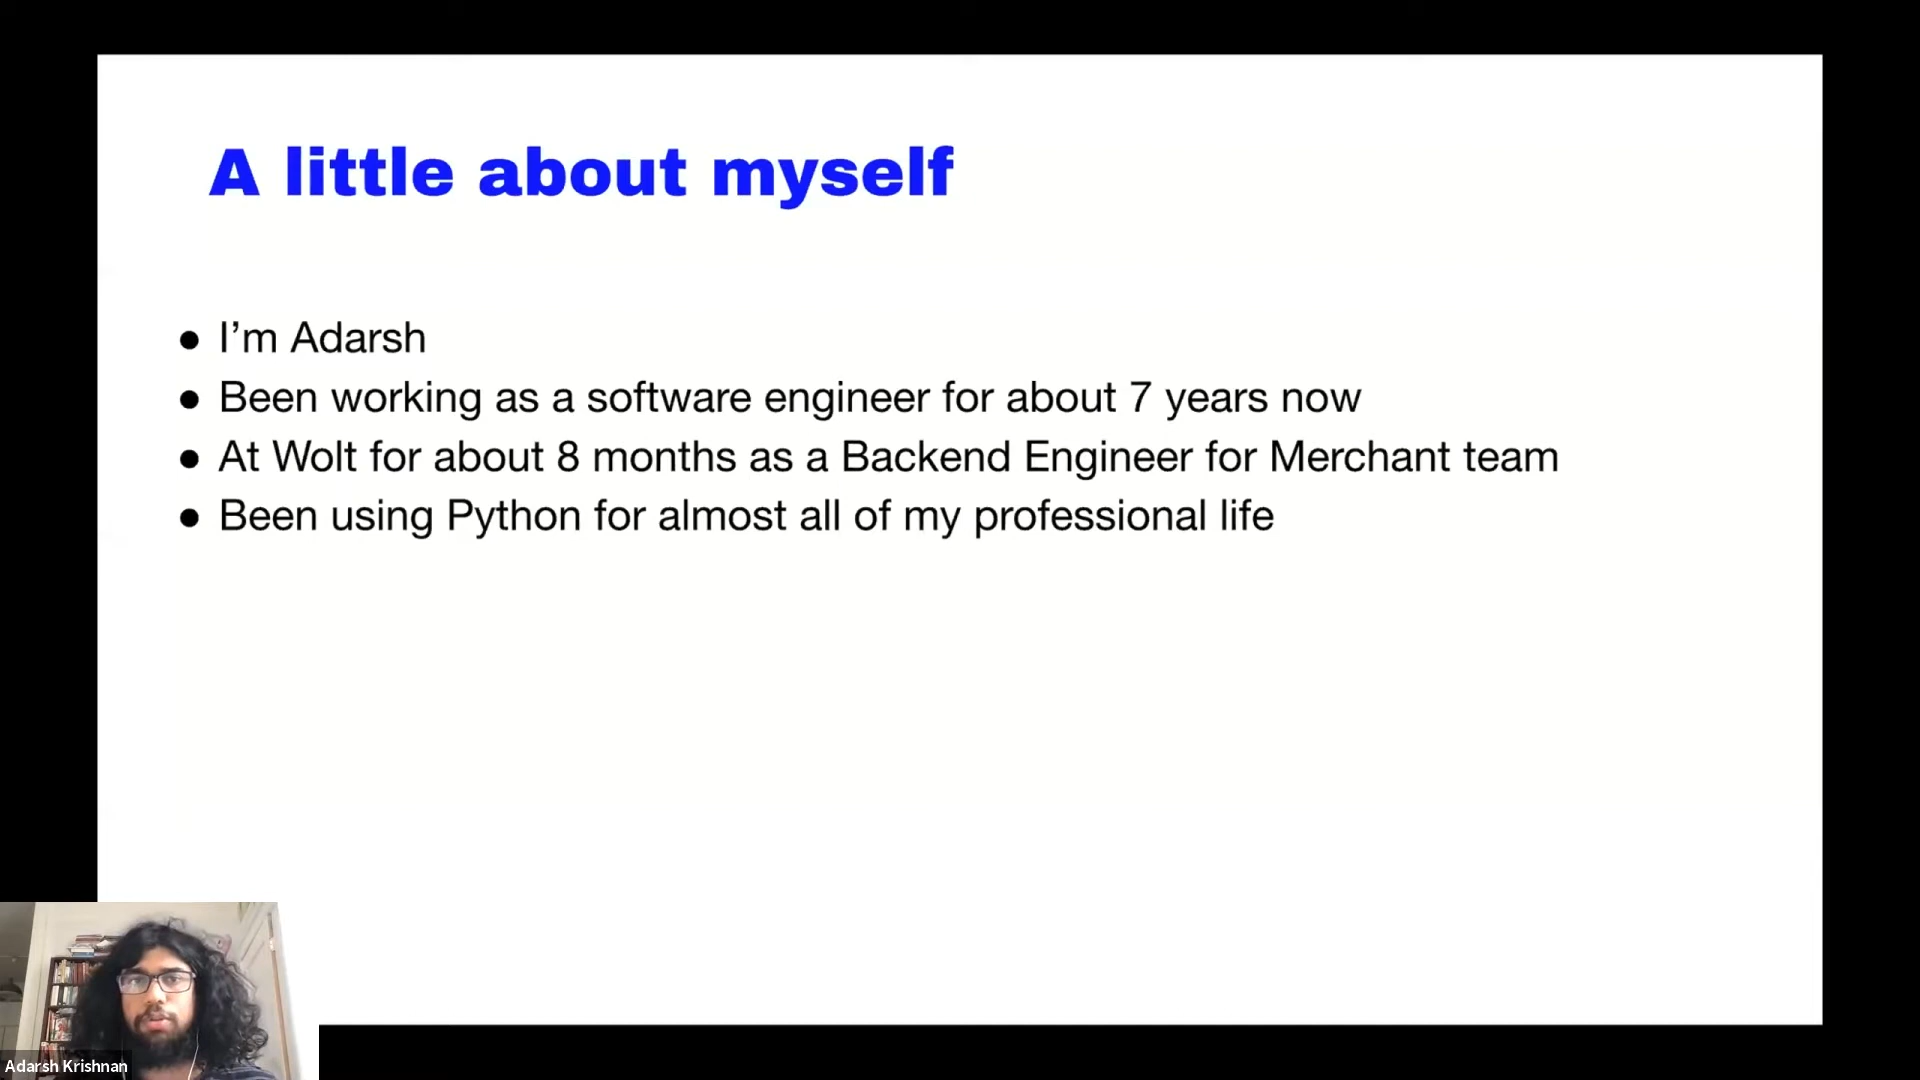 A little about myself
● I’m Adarsh
● Been working as a software engineer for about 7 years now
● At Wolt for about 8 months as a Backend Engineer for Merchant team
● Been using Python for almost all of my professional life
Adarsh Krishnan